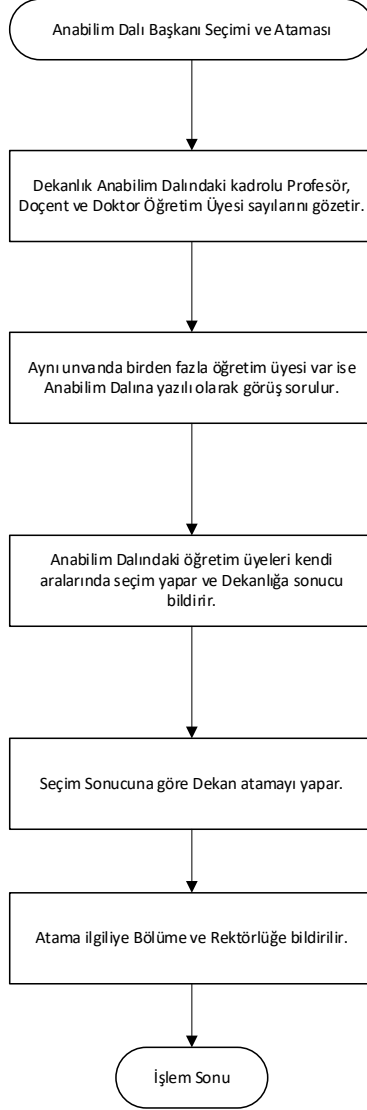 Anabilim Dalı Başkanı Seçimi ve Ataması
Dekanlık Anabilim Dalındaki kadrolu Profesör,
Doçent ve Doktor Öğretim Üyesi sayılarını gözetir.
Aynı unvanda birden fazla öğretim üyesi var ise
Anabilim Dalına yazılı olarak görüş sorulur.
Anabilim Dalındaki öğretim üyeleri kendi
aralarında seçim yapar ve Dekanlığa sonucu
bildirir.
Seçim Sonucuna göre Dekan atamayı yapar.
Atama ilgiliye Bölüme ve Rektörlüğe bildirilir.
İşlem Sonu